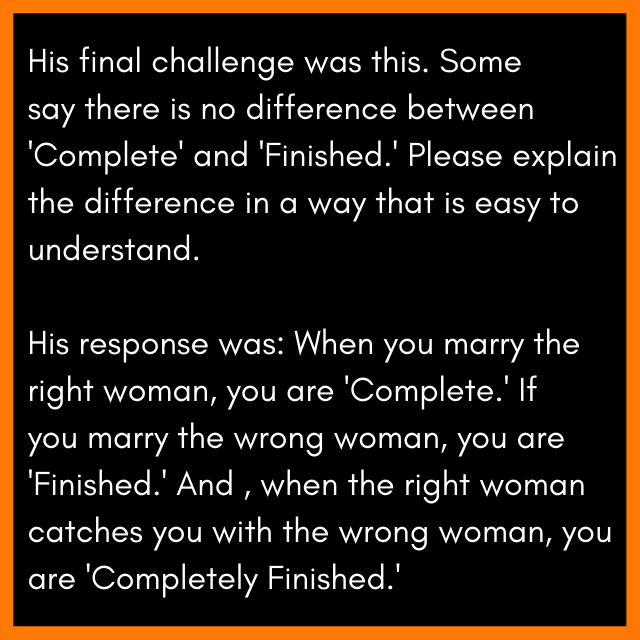 His final challenge was this. Some
say there is no difference between
'Complete' and 'Finished.' Please explain
the difference in a way that is easy to
understand.
His response was: When you marry the
right woman, you are 'Complete.' If
you marry the wrong woman, you are
'Finished.' And , when the right woman
catches you with the wrong woman, you
are 'Completely Finished.'